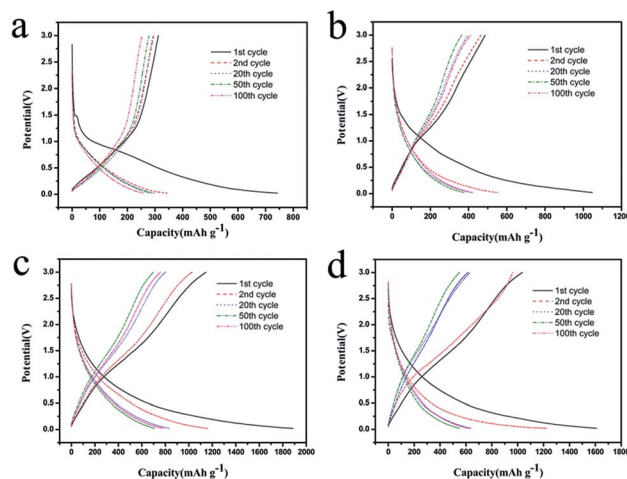 a
3.0
2.5
2.0
1.5
1.0
0.5
0.0
Potential(V)
1st cycle
2nd cycle
20th cycle
50th cycle
100th cycle
0 100 200 300 400 500 600 700 800
Capacity(mAh g-1)
b
3.0
2.5
2.0
1.5
1.0
0.5
0.0
Potential(V)
1st cycle
2nd cycle
20th cycle
50th cycle
100th cycle
0 200 400 600 800 1000
Capacity(mAh g-1)
c
3.0
2.5
2.0
1.5
1.0
0.5
0.0
Potential(V)
1st cycle
2nd cycle
20th cycle
50th cycle
100th cycle
0 200 400 600 800 1000 1200 1400 1600 1800
Capacity(mAh g-1)
d
3.0
2.5
2.0
1.5
1.0
0.5
0.0
Potential(V)
1st cycle
2nd cycle
20th cycle
50th cycle
100th cycle
0 200 400 600 800 1000 1200 1400 1600 1800
Capacity(mAh g-1)